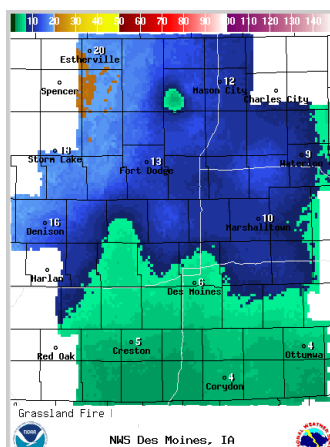 10 20 30 40 50 60 70 80 90 100 110 120 130 140
20
Estherville
Spencer
12
Mason City
Charles City
Storm Lake
13
Fort Dodge
9
Waterloo
16
Denison
10
Marshalltown
Harlan
6
Des Moines
Red Oak
5
Creston
4
Ottumwa
4
Corydon
Grassland Fire
NWS Des Moines, IA